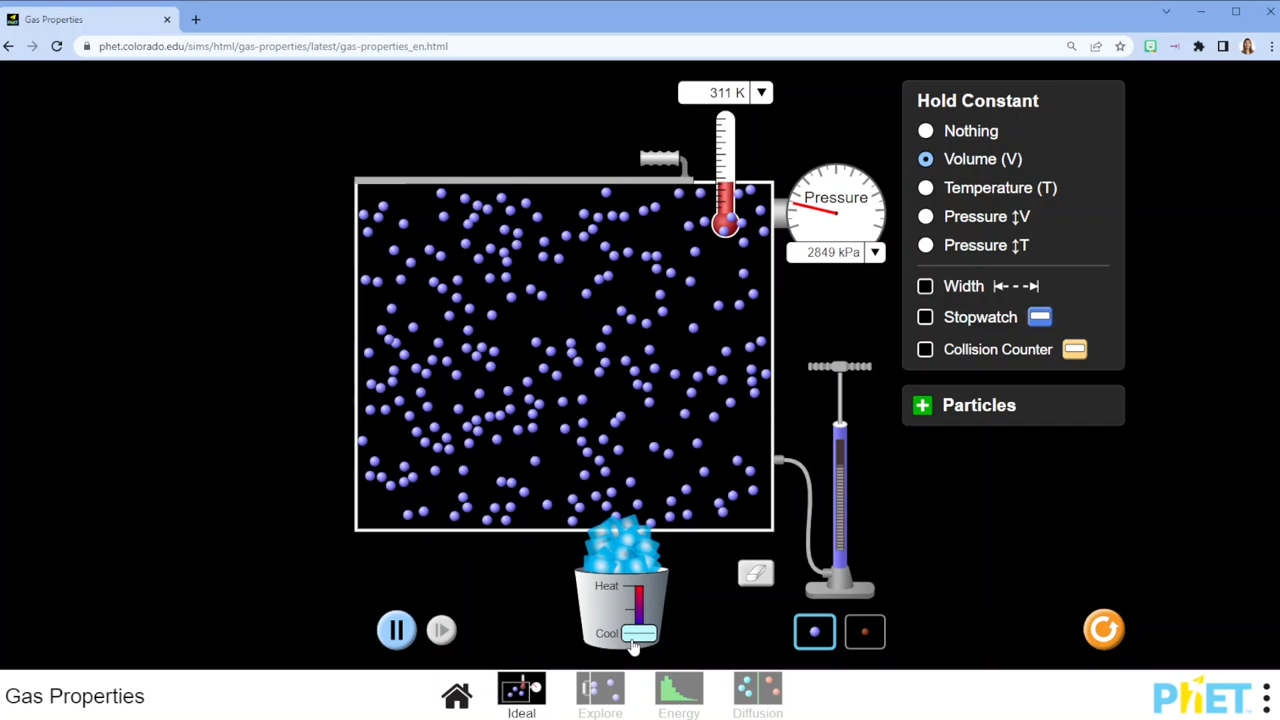 Gas Properties
phet.colorado.edu/sims/html/gas-properties/latest/gas-properties_en.html
311 K
Pressure
2849 kPa
Hold Constant
Nothing
Volume (V)
Temperature (T)
Pressure ↕V
Pressure ↕T
Width
Stopwatch
Collision Counter
Particles
Heat
Cool
Gas Properties
Ideal
Explore
Energy
Diffusion
PhET